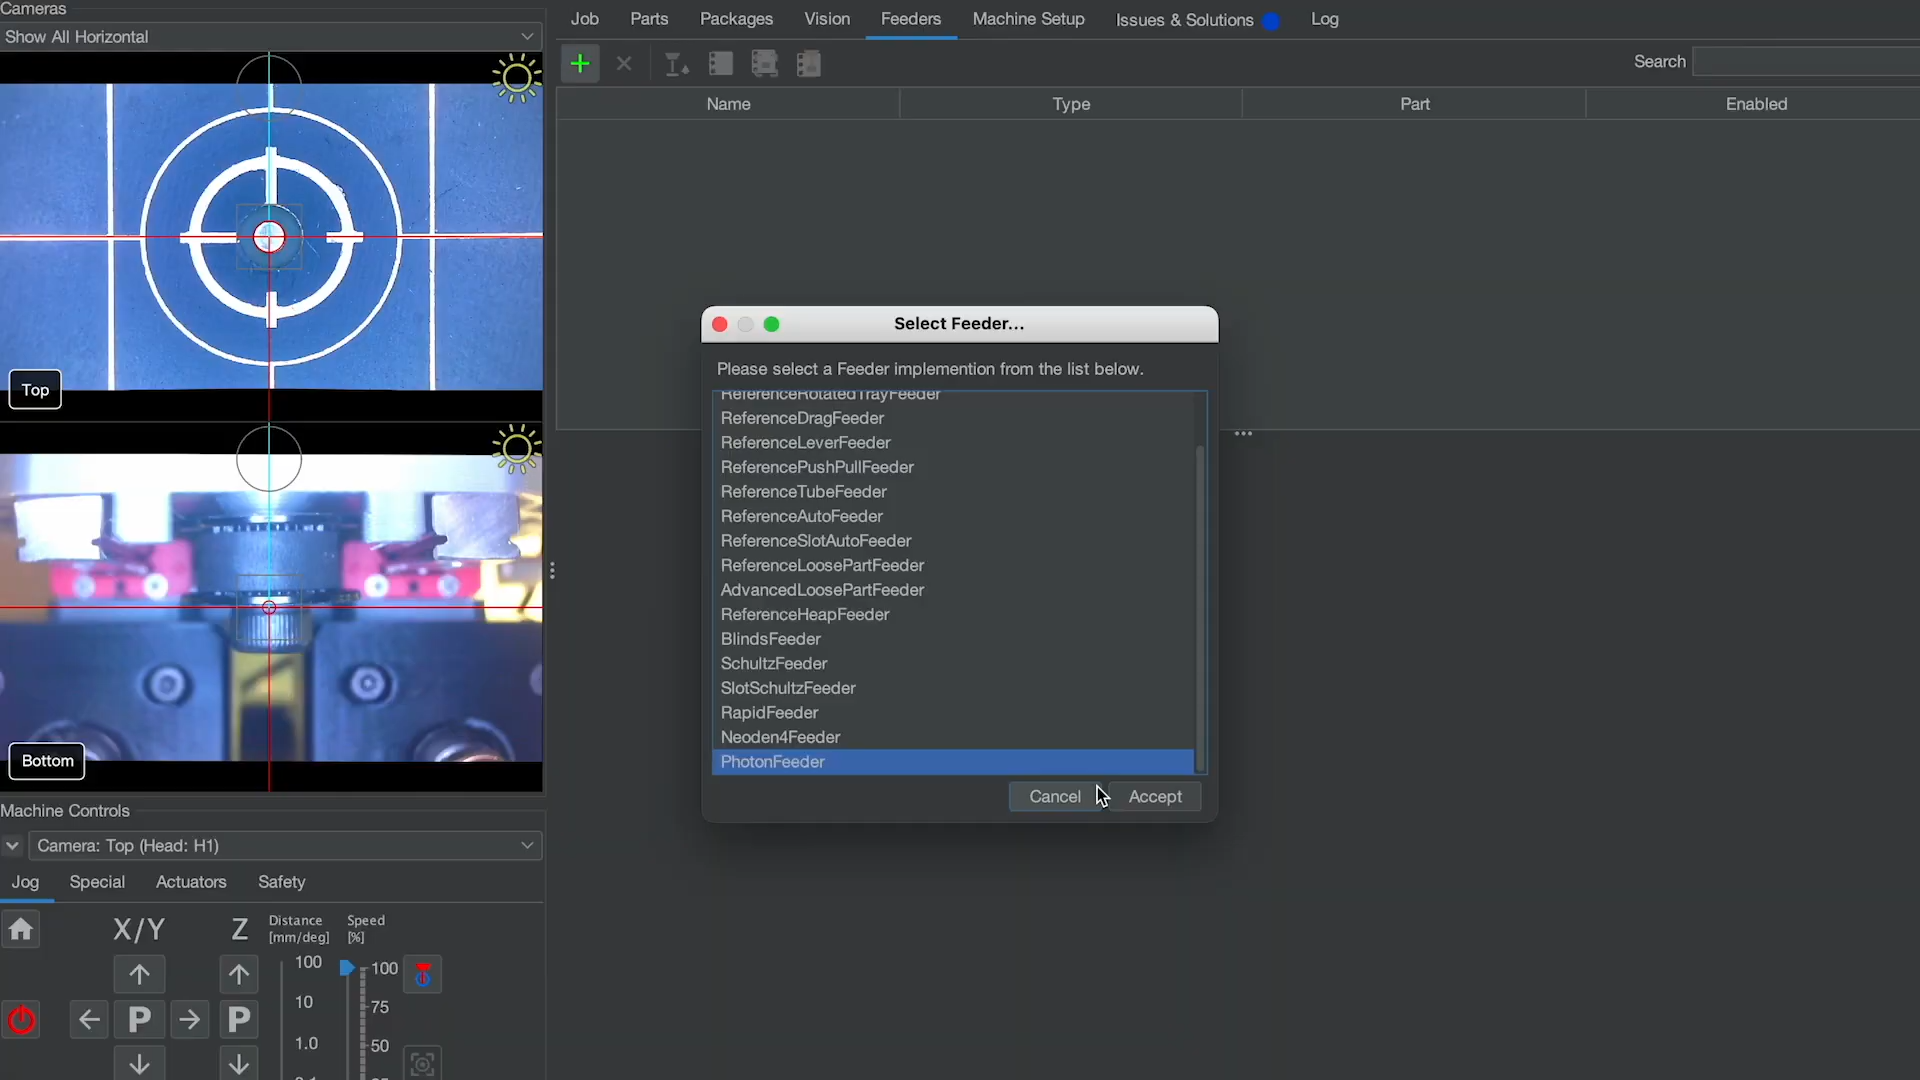 Cameras
Show All Horizontal
Top
Bottom
Machine Controls
Camera: Top (Head: H1)
Jog Special Actuators Safety
X/Y Z Distance [mm/deg] Speed [%]
100 100
10 75
P P
1.0 50
Job Parts Packages Vision Feeders Machine Setup Issues & Solutions Log
Search
Name Type Part Enabled
Select Feeder...
Please select a Feeder implemention from the list below.
ReferenceRotatedTrayFeeder
ReferenceDragFeeder
ReferenceLeverFeeder
ReferencePushPullFeeder
ReferenceTubeFeeder
ReferenceAutoFeeder
ReferenceSlotAutoFeeder
ReferenceLoosePartFeeder
AdvancedLoosePartFeeder
ReferenceHeapFeeder
BlindsFeeder
SchultzFeeder
SlotSchultzFeeder
RapidFeeder
Neoden4Feeder
PhotonFeeder
Cancel Accept